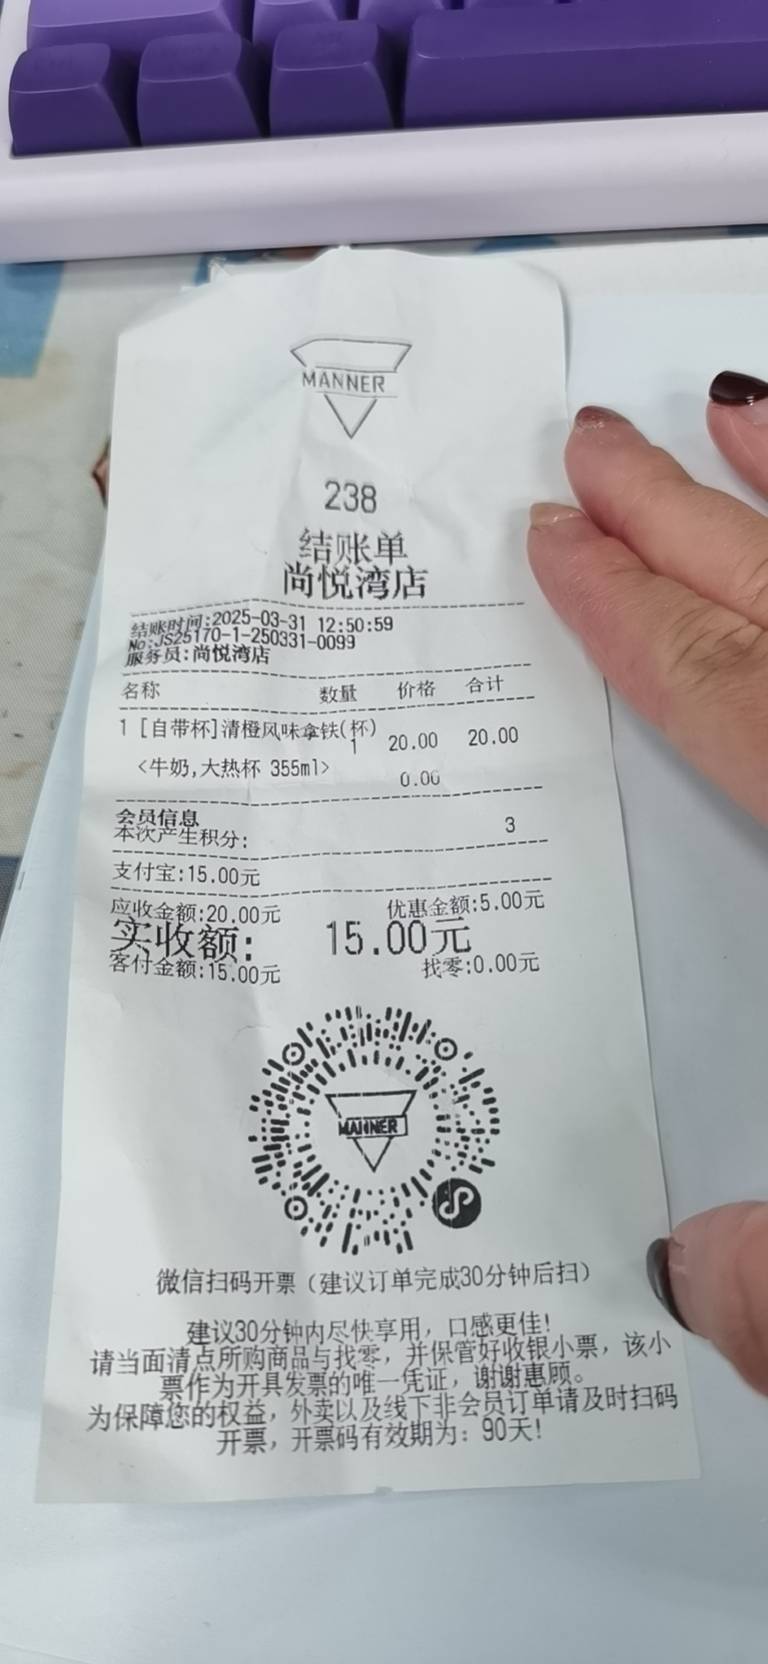 MANNER
238
结账单
尚悦湾店
结账时间:2025-03-31 12:50:59
No:JS25170-1-250331-0099
服务员:尚悦湾店
名称 数量 价格 合计
1 [自带杯]清橙风味拿铁(杯)
1 20.00 20.00
<牛奶,大热杯 355ml> 0.00
会员信息
本次产生积分: 3
支付宝:15.00元
应收金额:20.00元 优惠金额:5.00元
实收额: 15.00元
客付金额:15.00元 找零:0.00元
MANNER
微信扫码开票（建议订单完成30分钟后扫）
建议30分钟内尽快享用，口感更佳！
请当面清点所购商品与找零，并保管好收银小票，该小
票作为开具发票的唯一凭证，谢谢惠顾。
为保障您的权益，外卖以及线下非会员订单请及时扫码
开票，开票码有效期为：90天！